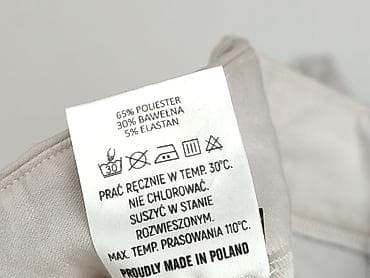 65% POLIESTER
30% BAWEŁNA
5% ELASTAN
30
PRAĆ RĘCZNIE W TEMP. 30°C.
NIE CHLOROWAĆ.
SUSZYĆ W STANIE
ROZWIESZONYM.
MAX. TEMP. PRASOWANIA 110°C.
PROUDLY MADE IN POLAND